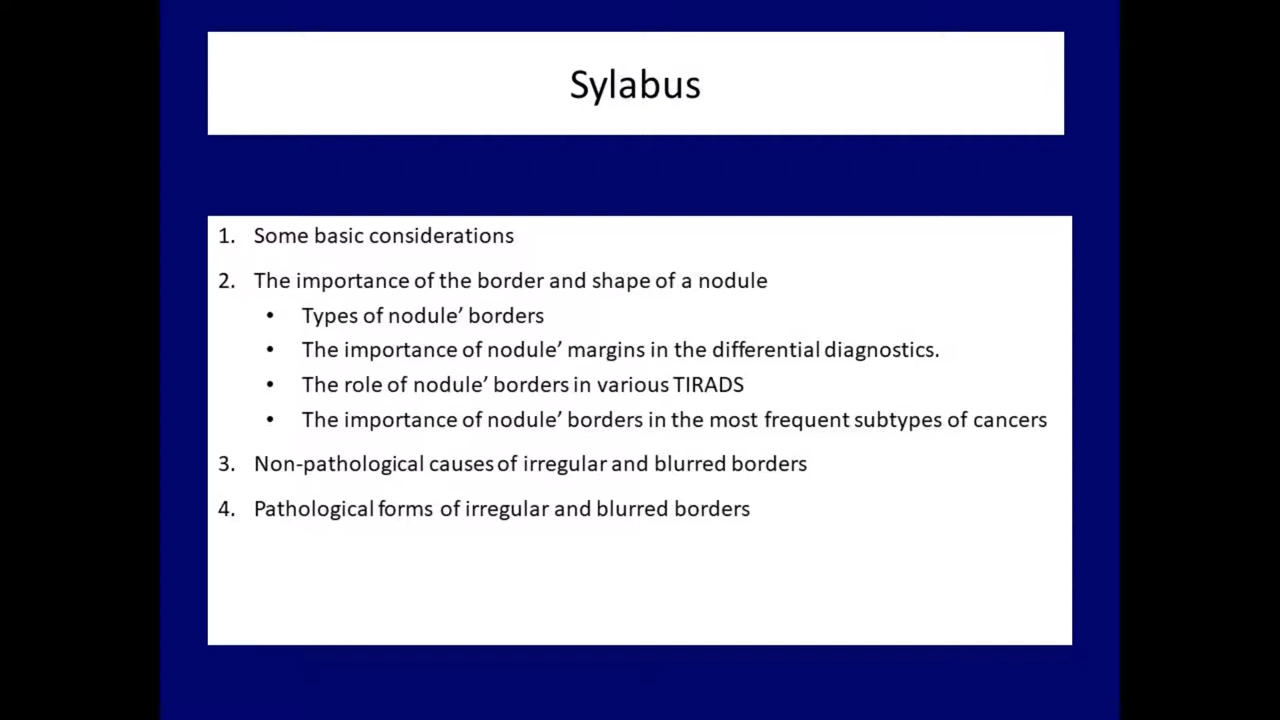 Sylabus
1. Some basic considerations
2. The importance of the border and shape of a nodule
• Types of nodule’ borders
• The importance of nodule’ margins in the differential diagnostics.
• The role of nodule’ borders in various TIRADS
• The importance of nodule’ borders in the most frequent subtypes of cancers
3. Non-pathological causes of irregular and blurred borders
4. Pathological forms of irregular and blurred borders